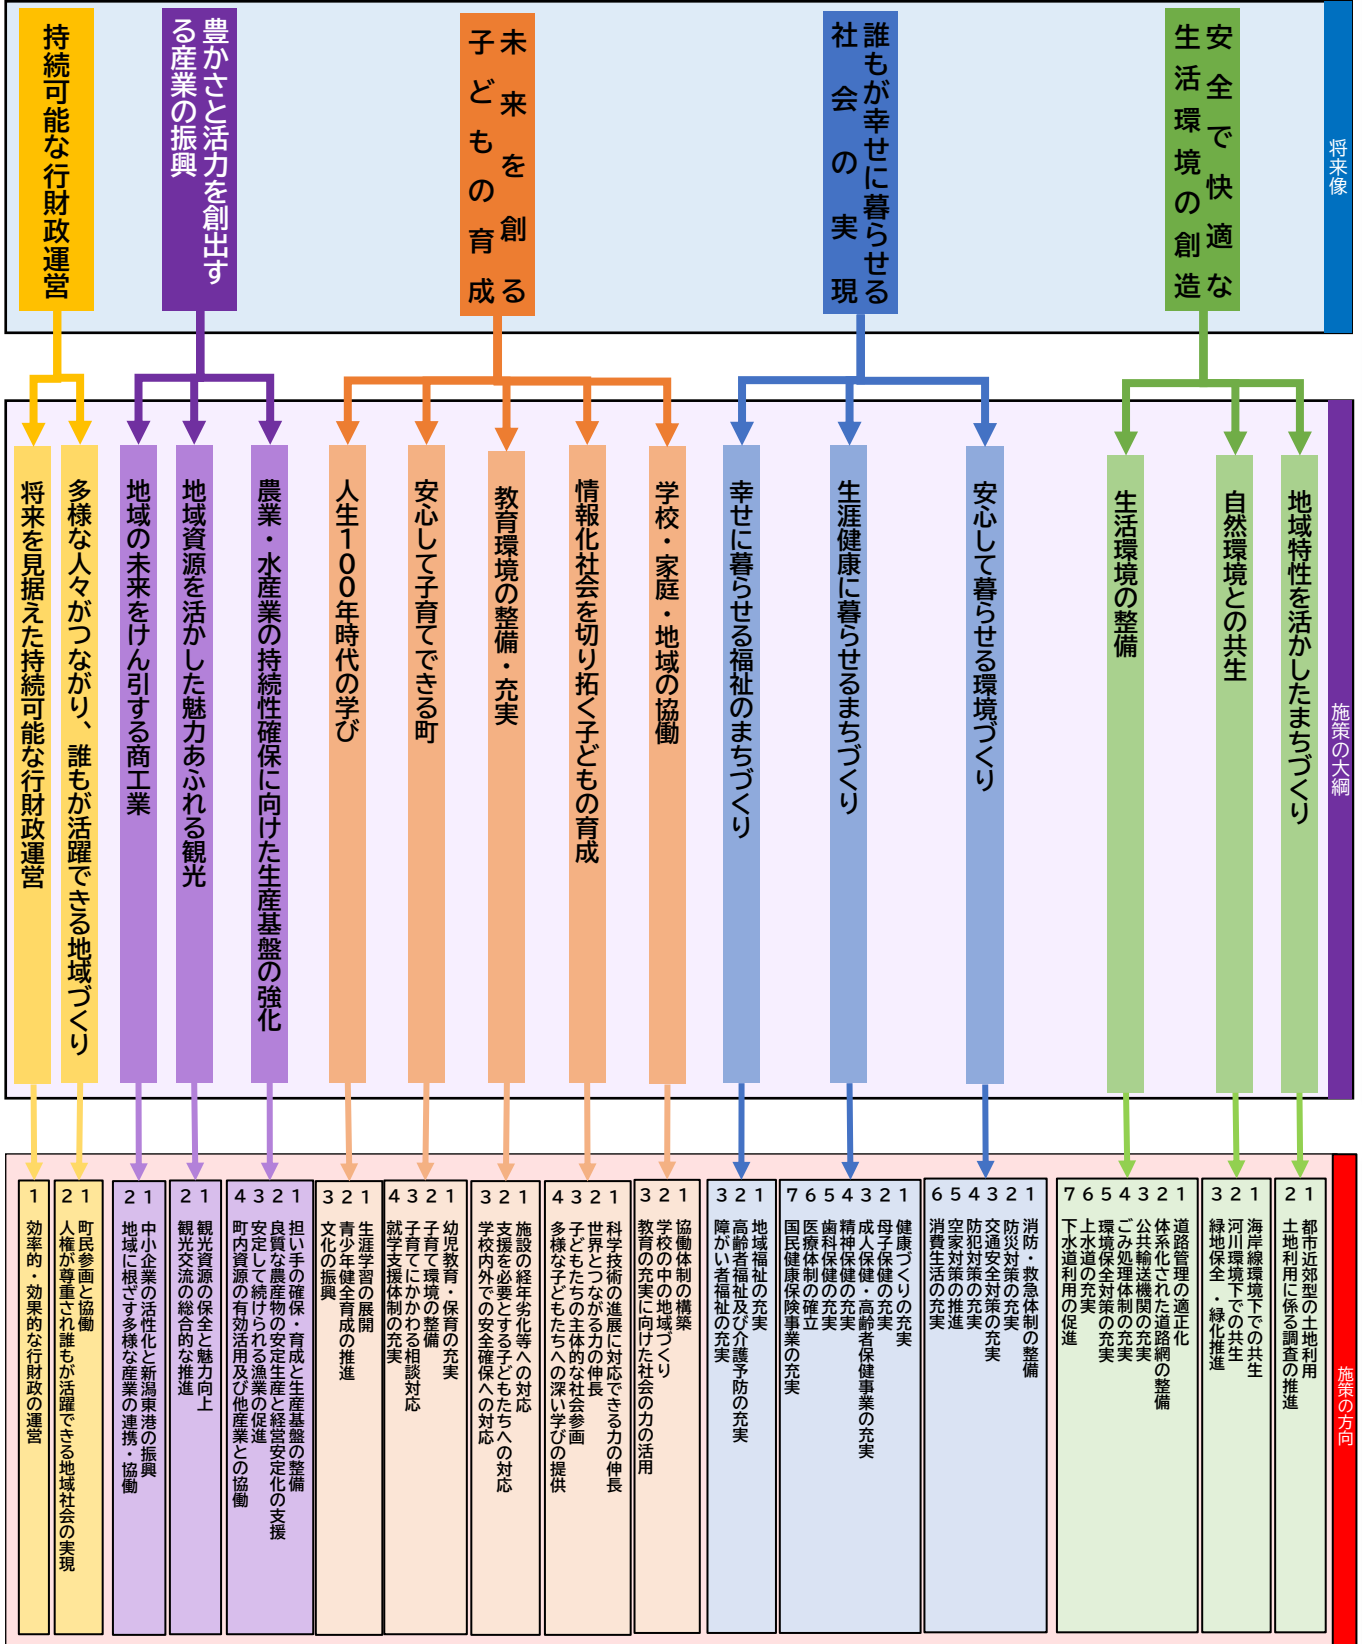 将来像
安全で快適な
生活環境の創造
誰もが幸せに暮らせる
社会の実現
未来を創る
子どもの育成
豊かさと活力を創出す
る産業の振興
持続可能な行財政運営
施策の大綱
地域特性を活かしたまちづくり
自然環境との共生
生活環境の整備
安心して暮らせる環境づくり
生涯健康に暮らせるまちづくり
幸せに暮らせる福祉のまちづくり
学校・家庭・地域の協働
情報化社会を切り拓く子どもの育成
教育環境の整備・充実
安心して子育てできる町
人生100年時代の学び
農業・水産業の持続性確保に向けた生産基盤の強化
地域資源を活かした魅力あふれる観光
地域の未来をけん引する商工業
多様な人々がつながり、誰もが活躍できる地域づくり
将来を見据えた持続可能な行財政運営
施策の方向
1 都市近郊型の土地利用
2 土地利用に係る調査の推進
1 海岸線環境下での共生
2 河川環境下での共生
3 緑地保全・緑化推進
1 道路管理の適正化
2 体系化された道路網の整備
3 公共輸送機関の充実
4 ごみ処理体制の充実
5 環境保全対策の充実
6 上水道の充実
7 下水道利用の促進
1 消防・救急体制の整備
2 防災対策の充実
3 交通安全対策の充実
4 防犯対策の充実
5 空家対策の推進
6 消費生活の充実
1 健康づくりの充実
2 母子保健の充実
3 成人保健・高齢者保健事業の充実
4 精神保健の充実
5 歯科保健の充実
6 医療体制の確立
7 国民健康保険事業の充実
1 地域福祉の充実
2 高齢者福祉及び介護予防の充実
3 障がい者福祉の充実
1 協働体制の構築
2 学校の中の地域づくり
3 教育の充実に向けた社会の力の活用
1 科学技術の進展に対応できる力の伸長
2 世界とつながる力の伸長
3 子どもたちの主体的な社会参画
4 多様な子どもたちへの深い学びの提供
1 施設の経年劣化等への対応
2 支援を必要とする子どもたちへの対応
3 学校内外での安全確保への対応
1 幼児教育・保育の充実
2 子育て環境の整備
3 子育てにかかわる相談対応
4 就学支援体制の充実
1 生涯学習の展開
2 青少年健全育成の推進
3 文化の振興
1 担い手の確保・育成と生産基盤の整備
2 良質な農産物の安定生産と経営安定化の支援
3 安定して続けられる漁業の促進
4 町内資源の有効活用及び他産業との協働
1 観光資源の保全と魅力向上
2 観光交流の総合的な推進
1 中小企業の活性化と新潟東港の振興
2 地域に根ざす多様な産業の連携・協働
1 町民参画と協働
2 人権が尊重され誰もが活躍できる地域社会の実現
1 効率的・効果的な行財政の運営